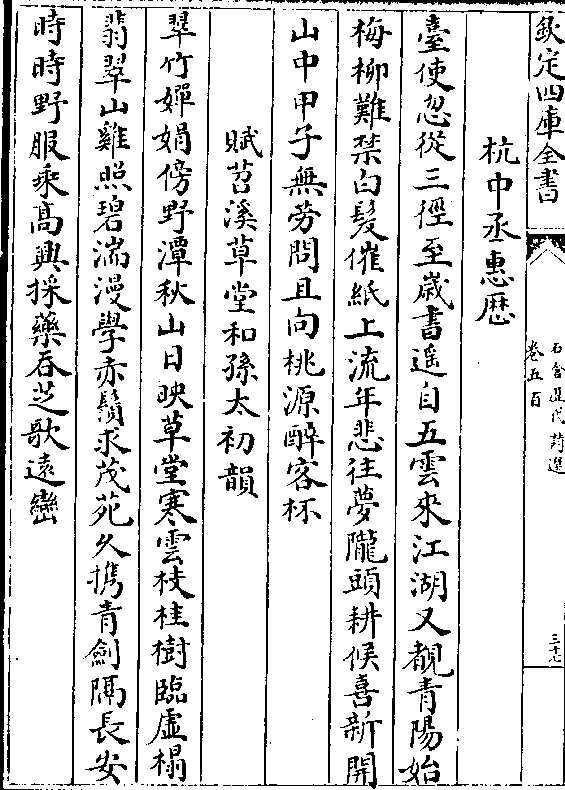 欽定四庫全書
石倉歷代詩選
卷五百
三十七
杭中丞惠厯
臺使忽從三徑至嵗書遥自五雲來江湖又覩青陽始
梅柳難禁白髮催紙上流年悲往夢隴頭耕候喜新開
山中甲子無勞問且向桃源醉客杯
賦苕溪草堂和孫太初韻
翠竹嬋娟傍野潭秋山日映草堂寒雲枝桂樹臨虛榻
翡翠山雞照碧湍漫學赤鬚求茂苑久携青劍隔長安
時時野服乘髙興採藥吞芝歌遠巒